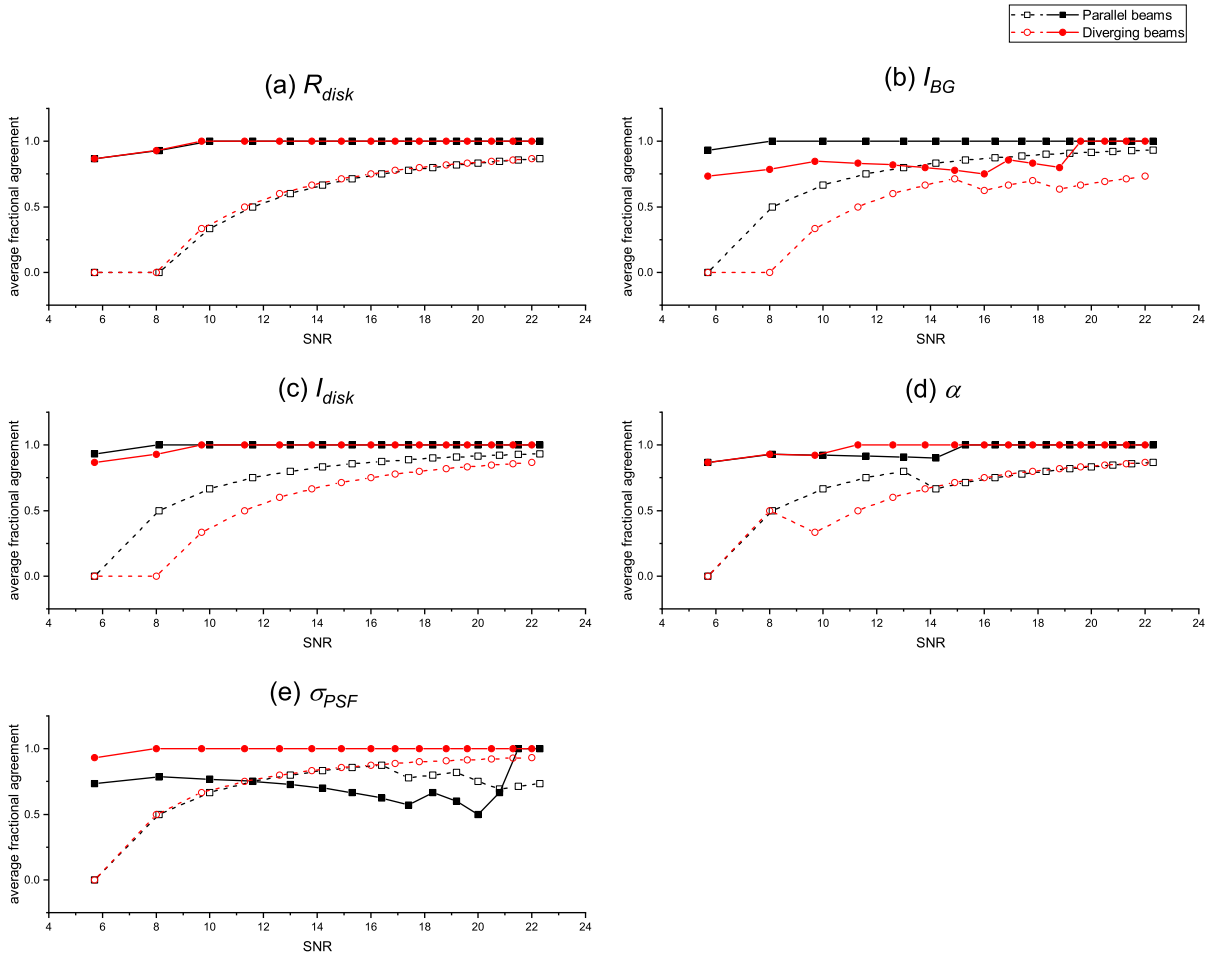 Parallel beams
Diverging beams
(a) R_disk
average fractional agreement
1.0
0.5
0.0
4 6 8 10 12 14 16 18 20 22 24
SNR
(b) I_BG
average fractional agreement
1.0
0.5
0.0
4 6 8 10 12 14 16 18 20 22 24
SNR
(c) I_disk
average fractional agreement
1.0
0.5
0.0
4 6 8 10 12 14 16 18 20 22 24
SNR
(d) α
average fractional agreement
1.0
0.5
0.0
4 6 8 10 12 14 16 18 20 22 24
SNR
(e) σ_PSF
average fractional agreement
1.0
0.5
0.0
4 6 8 10 12 14 16 18 20 22 24
SNR